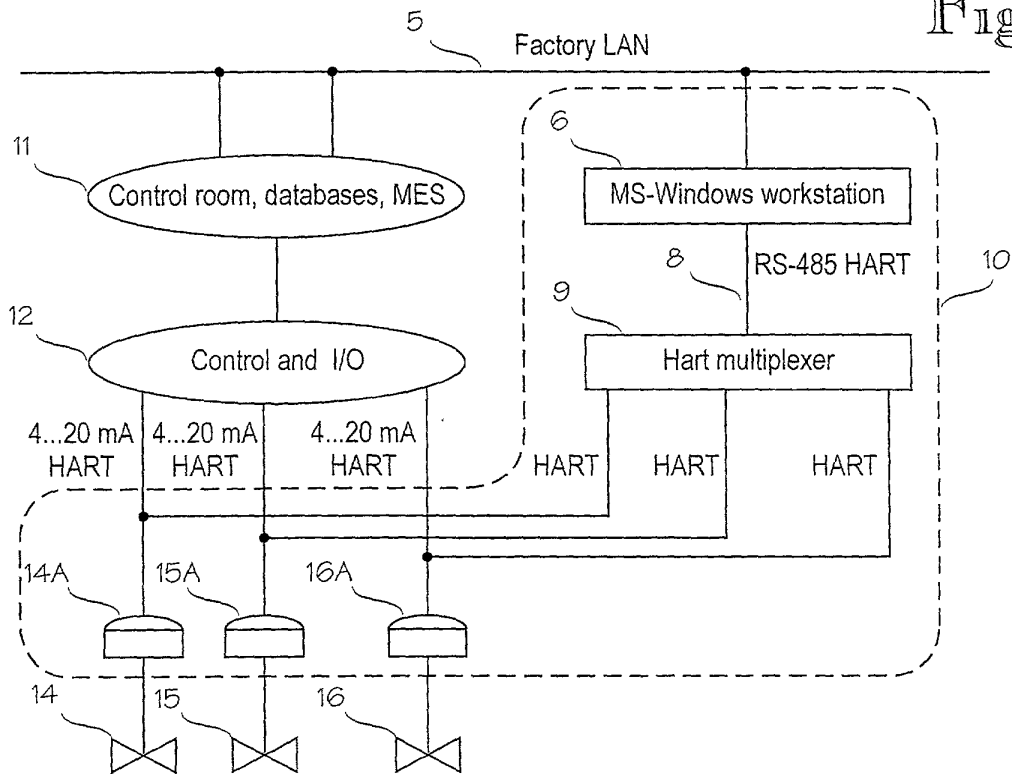 Fig
5
Factory LAN
11
6
Control room, databases, MES
MS-Windows workstation
8
RS-485 HART
10
9
12
Control and I/O
Hart multiplexer
4...20 mA
HART
4...20 mA
HART
4...20 mA
HART
HART
HART
HART
14A
15A
16A
14
15
16